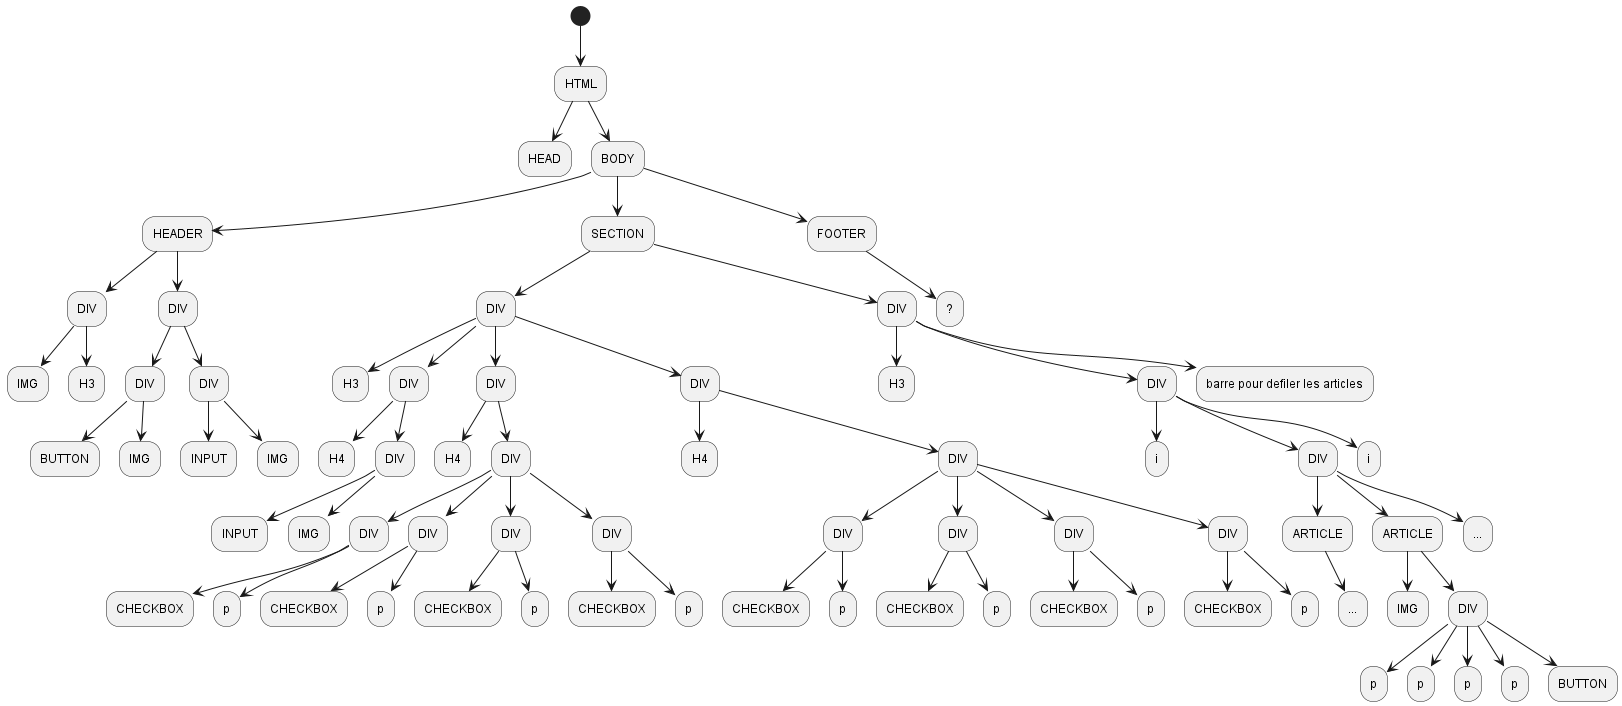 HTML
HEAD
BODY
HEADER
SECTION
FOOTER
DIV
DIV
DIV
DIV
?
IMG
H3
DIV
DIV
H3
DIV
DIV
DIV
H3
DIV
barre pour defiler les articles
BUTTON
IMG
INPUT
IMG
H4
DIV
H4
DIV
H4
DIV
i
DIV
i
INPUT
IMG
DIV
DIV
DIV
DIV
DIV
DIV
DIV
DIV
ARTICLE
ARTICLE
...
CHECKBOX
p
CHECKBOX
p
CHECKBOX
p
CHECKBOX
p
CHECKBOX
p
CHECKBOX
p
CHECKBOX
p
CHECKBOX
p
...
IMG
DIV
p
p
p
p
BUTTON